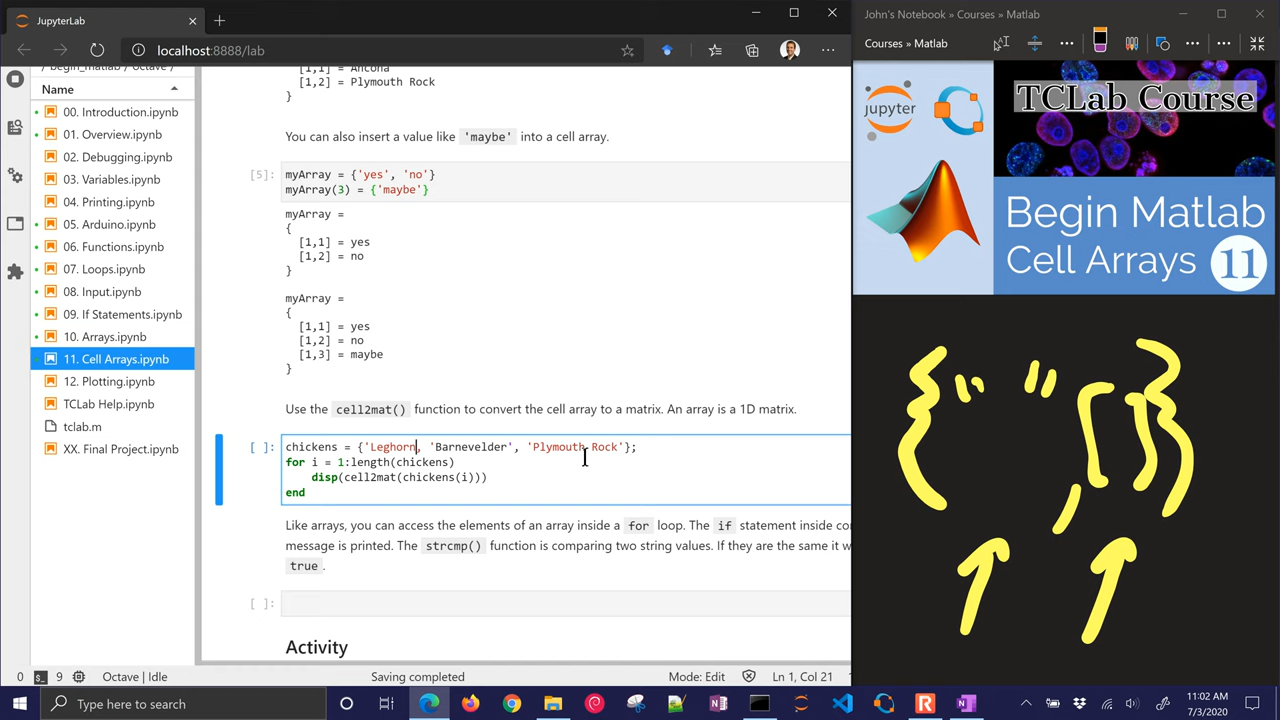 JupyterLab
localhost:8888/lab
/ begin_matlab / octave /
Name
00. Introduction.ipynb
01. Overview.ipynb
02. Debugging.ipynb
03. Variables.ipynb
04. Printing.ipynb
05. Arduino.ipynb
06. Functions.ipynb
07. Loops.ipynb
08. Input.ipynb
09. If Statements.ipynb
10. Arrays.ipynb
11. Cell Arrays.ipynb
12. Plotting.ipynb
TCLab Help.ipynb
tclab.m
XX. Final Project.ipynb
[1,1] = Ancona
[1,2] = Plymouth Rock
}
You can also insert a value like 'maybe' into a cell array.
[5]: myArray = {'yes', 'no'}
myArray(3) = {'maybe'}
myArray =
{
[1,1] = yes
[1,2] = no
}
myArray =
{
[1,1] = yes
[1,2] = no
[1,3] = maybe
}
Use the cell2mat() function to convert the cell array to a matrix. An array is a 1D matrix.
[ ]: chickens = {'Leghorn, 'Barnevelder', 'Plymouth Rock'};
for i = 1:length(chickens)
disp(cell2mat(chickens(i)))
end
Like arrays, you can access the elements of an array inside a for loop. The if statement inside co
message is printed. The strcmp() function is comparing two string values. If they are the same it w
true .
[ ]:
Activity
0 9 Octave | Idle Saving completed Mode: Edit Ln 1, Col 21
John's Notebook » Courses » Matlab
Courses » Matlab
jupyter
TCLab Course
Begin Matlab
Cell Arrays 11
{ " " , [ ] }
Type here to search
11:02 AM
7/3/2020